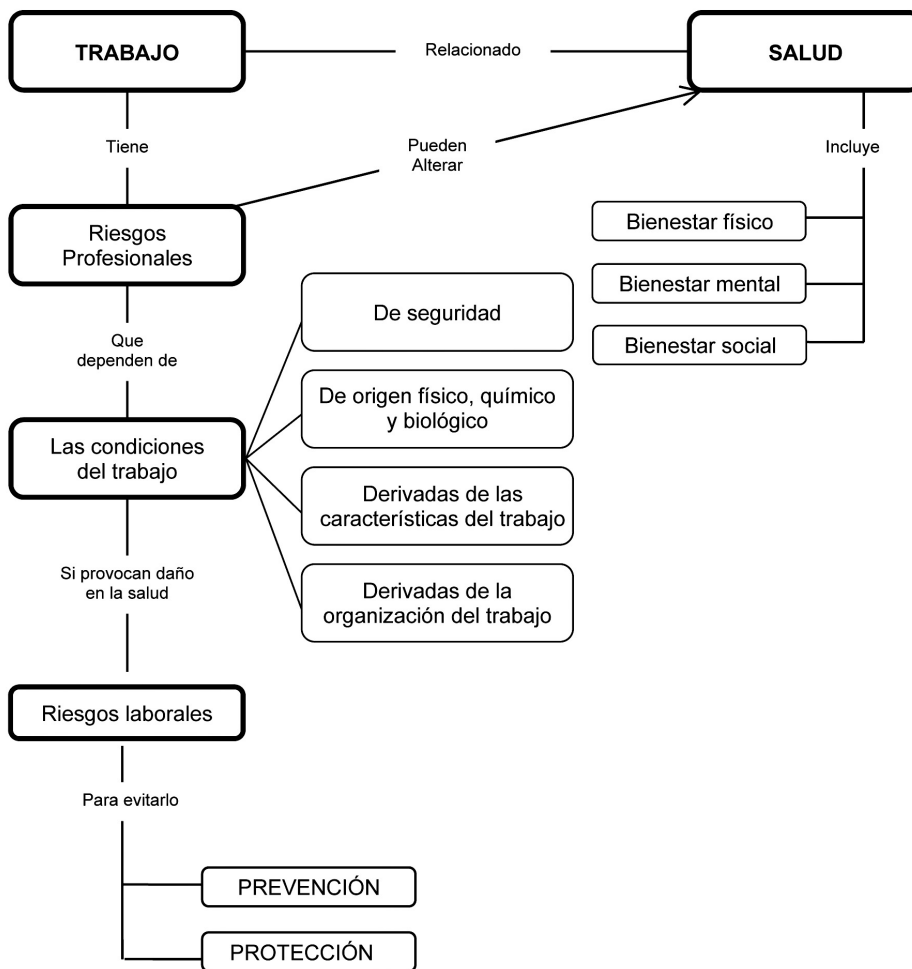 TRABAJO
Relacionado
SALUD
Tiene
Pueden
Alterar
Incluye
Riesgos
Profesionales
Bienestar físico
Bienestar mental
Bienestar social
Que
dependen de
De seguridad
De origen físico, químico
y biológico
Las condiciones
del trabajo
Derivadas de las
características del trabajo
Derivadas de la
organización del trabajo
Si provocan daño
en la salud
Riesgos laborales
Para evitarlo
PREVENCIÓN
PROTECCIÓN